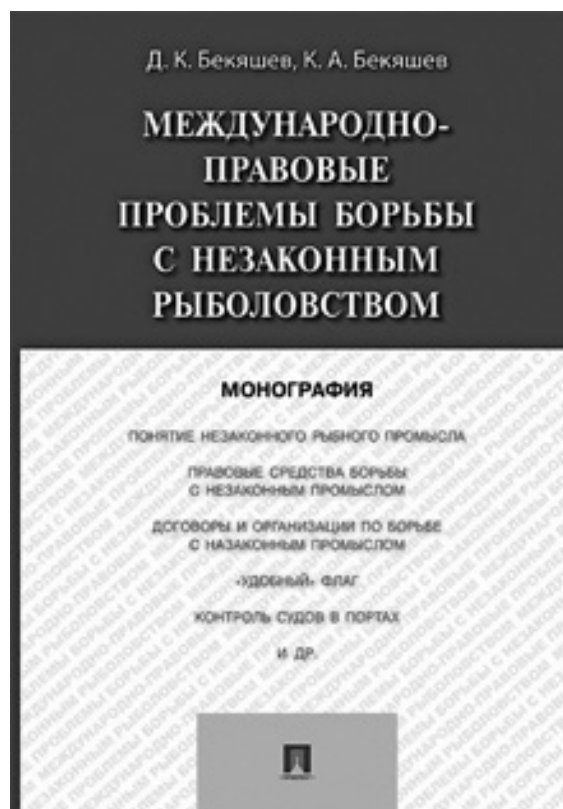 Д. К. Бекяшев, К. А. Бекяшев
МЕЖДУНАРОДНО-
ПРАВОВЫЕ
ПРОБЛЕМЫ БОРЬБЫ
С НЕЗАКОННЫМ
РЫБОЛОВСТВОМ
МОНОГРАФИЯ
ПОНЯТИЕ НЕЗАКОННОГО РЫБНОГО ПРОМЫСЛА
ПРАВОВЫЕ СРЕДСТВА БОРЬБЫ
С НЕЗАКОННЫМ ПРОМЫСЛОМ
ДОГОВОРЫ И ОРГАНИЗАЦИИ ПО БОРЬБЕ
С НАЗАКОННЫМ ПРОМЫСЛОМ
«УДОБНЫЙ» ФЛАГ
КОНТРОЛЬ СУДОВ В ПОРТАХ
И ДР.